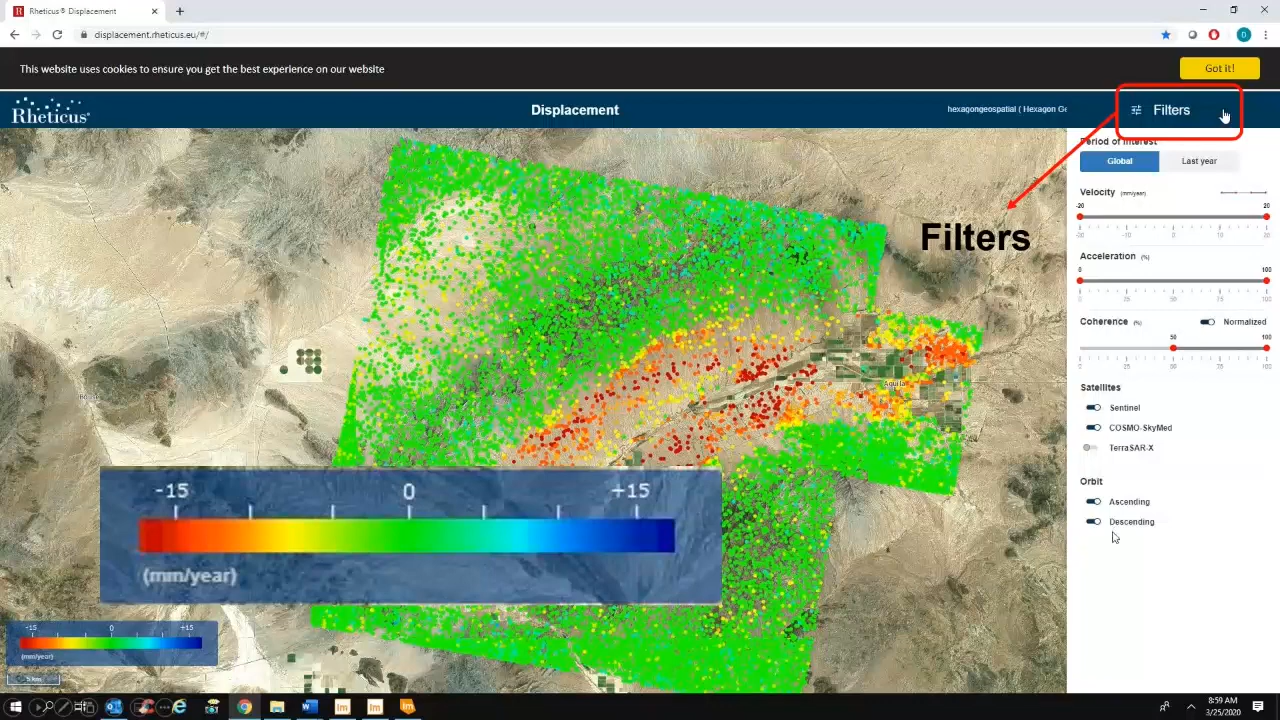 Rheticus® Displacement
displacement.rheticus.eu/#/
D
This website uses cookies to ensure you get the best experience on our website
Got it!
Rheticus®
Displacement
hexagongeospatial ( Hexagon Ge
Filters
Period of Interest
Global
Last year
Velocity (mm/year)
-20
20
-20
-10
0
10
20
Filters
Acceleration (%)
0
100
0
25
50
75
100
Coherence (%)
Normalized
50
100
0
25
50
75
100
Satellites
Aguila
Sentinel
COSMO-SkyMed
TerraSAR-X
Orbit
Ascending
Descending
-15
0
+15
(mm/year)
-15
0
+15
(mm/year)
5 km
8:59 AM
3/25/2020